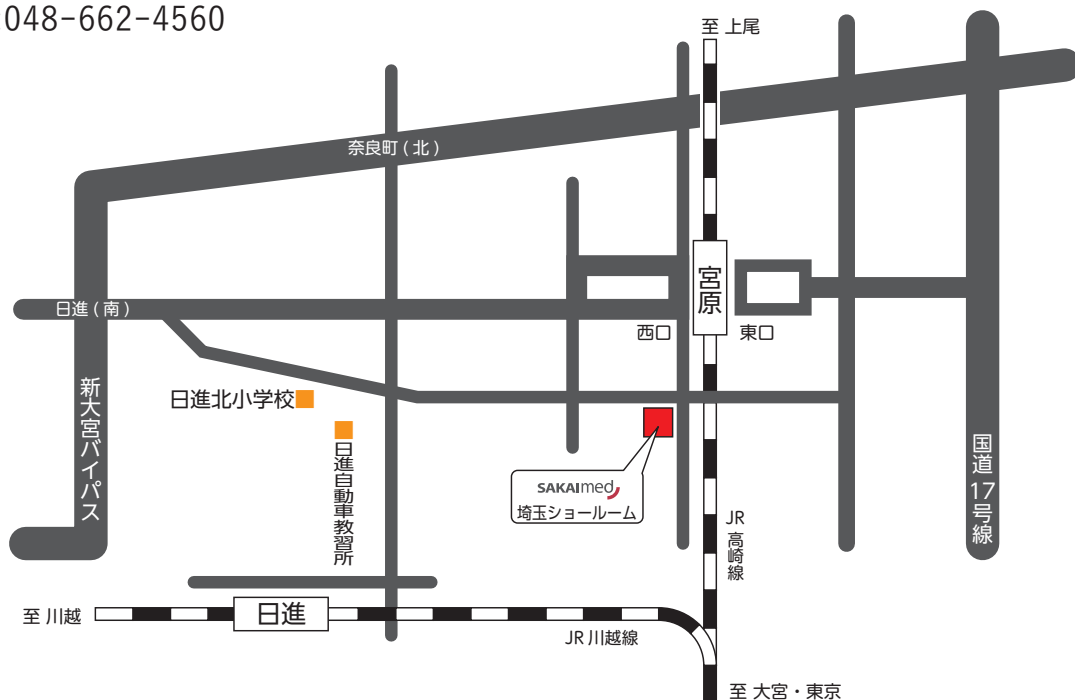 048-662-4560
至 上尾
奈良町 ( 北 )
宮原
日進 ( 南 )
西口
東口
新大宮バイパス
日進北小学校
日進自動車教習所
国道17号線
SAKAImed
埼玉ショールーム
JR
高崎線
至 川越
日進
JR 川越線
至 大宮・東京